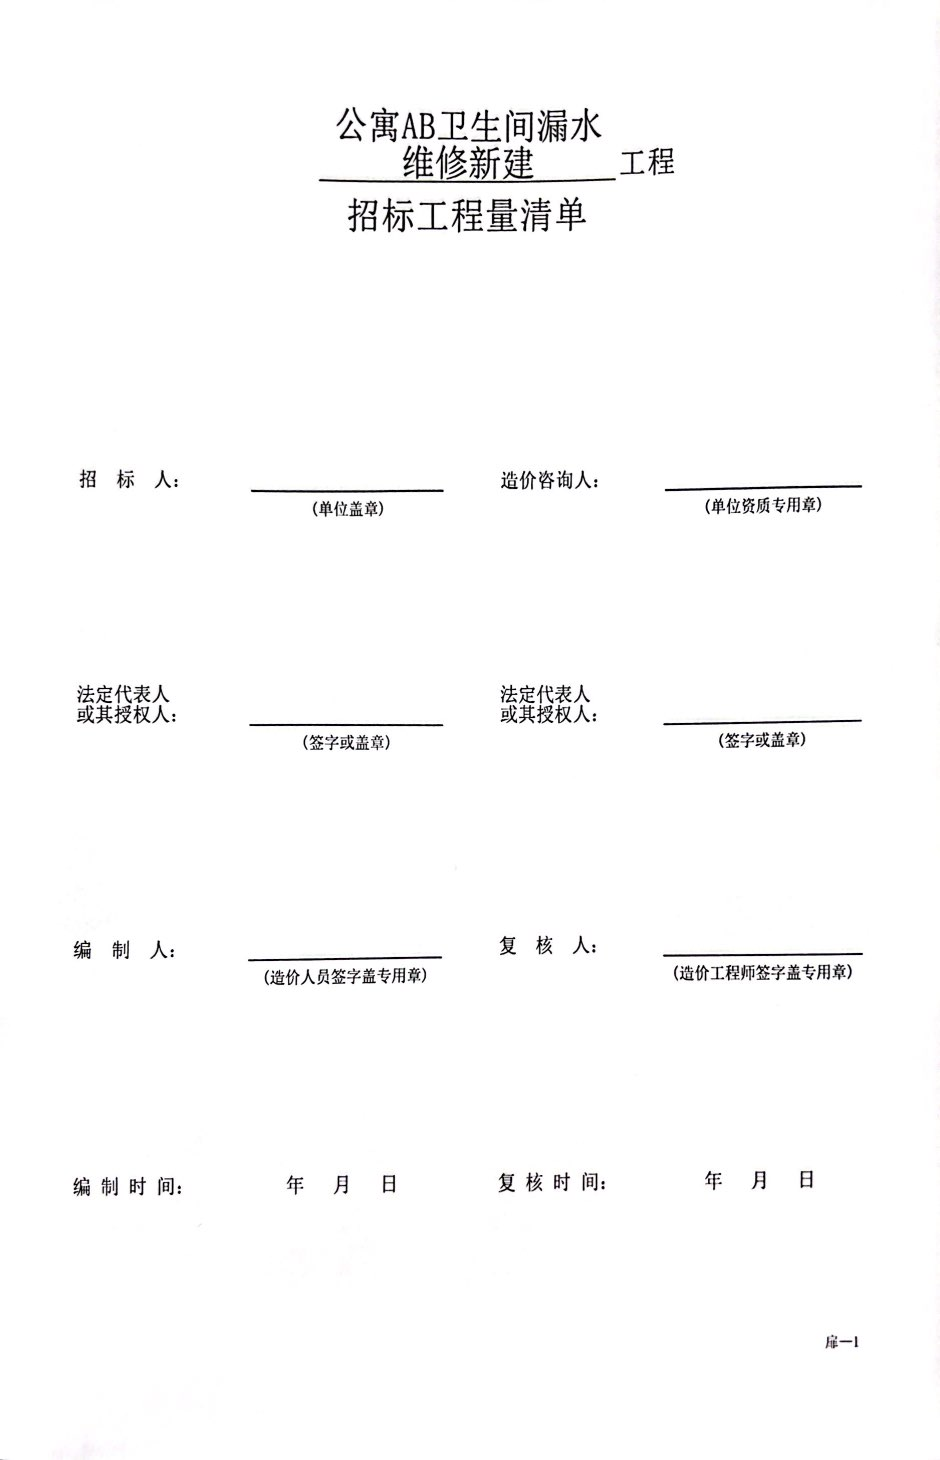 公寓AB卫生间漏水
维修新建 工程
招标工程量清单
招 标 人： 造价咨询人：
(单位盖章) (单位资质专用章)
法定代表人 法定代表人
或其授权人： 或其授权人：
(签字或盖章) (签字或盖章)
编 制 人： 复 核 人：
(造价人员签字盖专用章) (造价工程师签字盖专用章)
编 制 时 间： 年 月 日 复 核 时 间： 年 月 日
扉—1